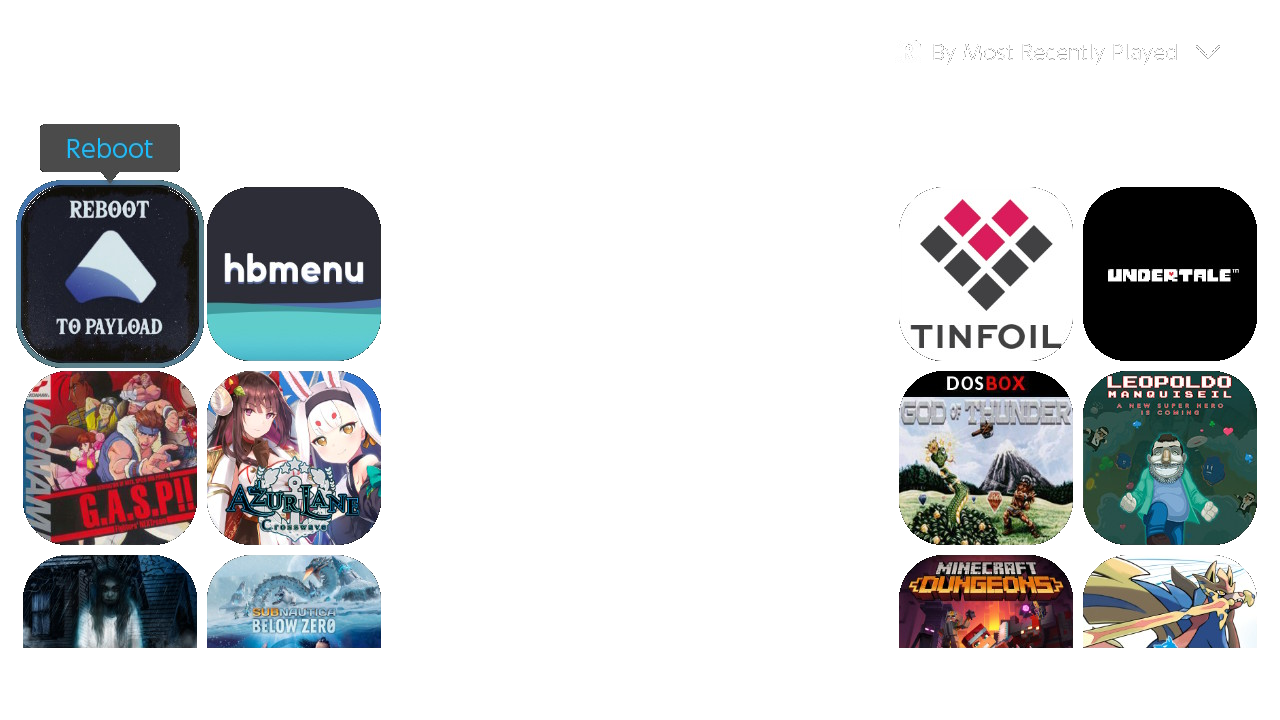 By Most Recently Played
Reboot
REBOOT
TO PAYLOAD
hbmenu
TINFOIL
UNDERTALE™
KONAMI
G.A.S.P!!
AZUR LANE
Crosswave
DOSBOX
GOD OF THUNDER
LEOPOLDO
MANQUISEIL
A NEW SUPER HERO
IS COMING
SUBNAUTICA
BELOW ZERO
MINECRAFT
DUNGEONS